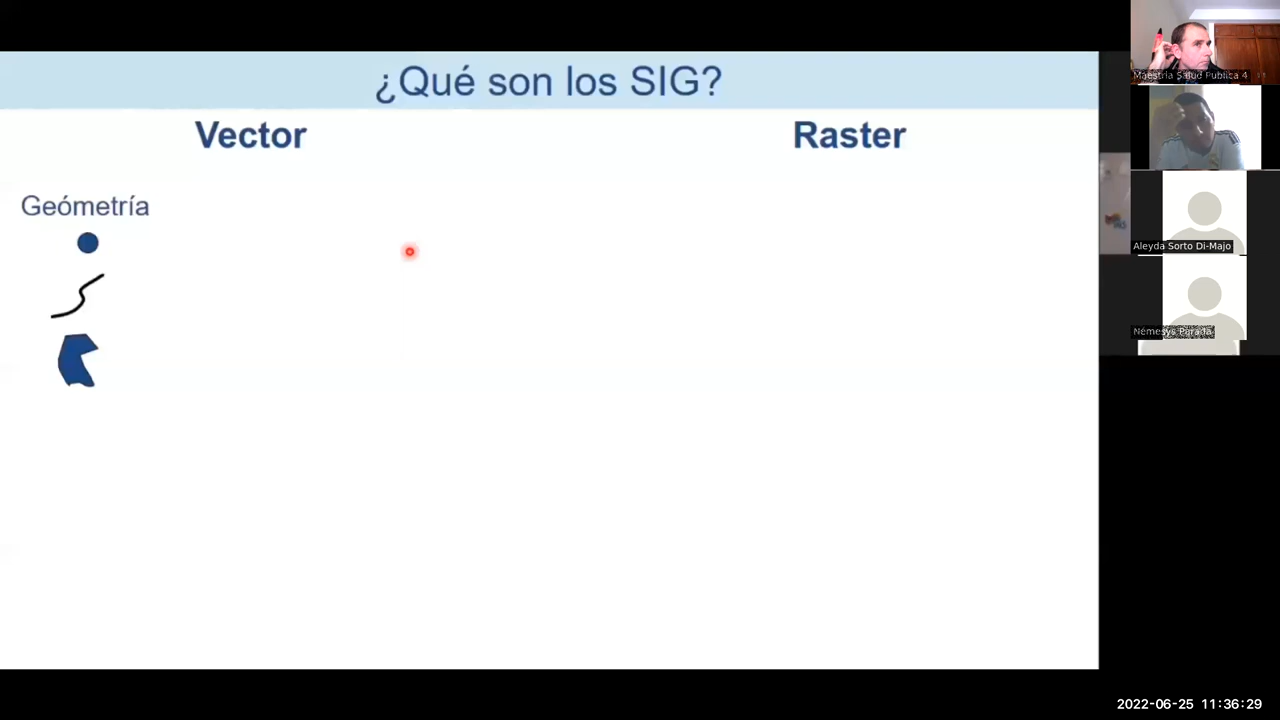 ¿Qué son los SIG?
Vector
Raster
Geómetría
Maestría Salud Publica 4
Aleyda Sorto Di-Majo
Némesys Parada
2022-06-25 11:36:29